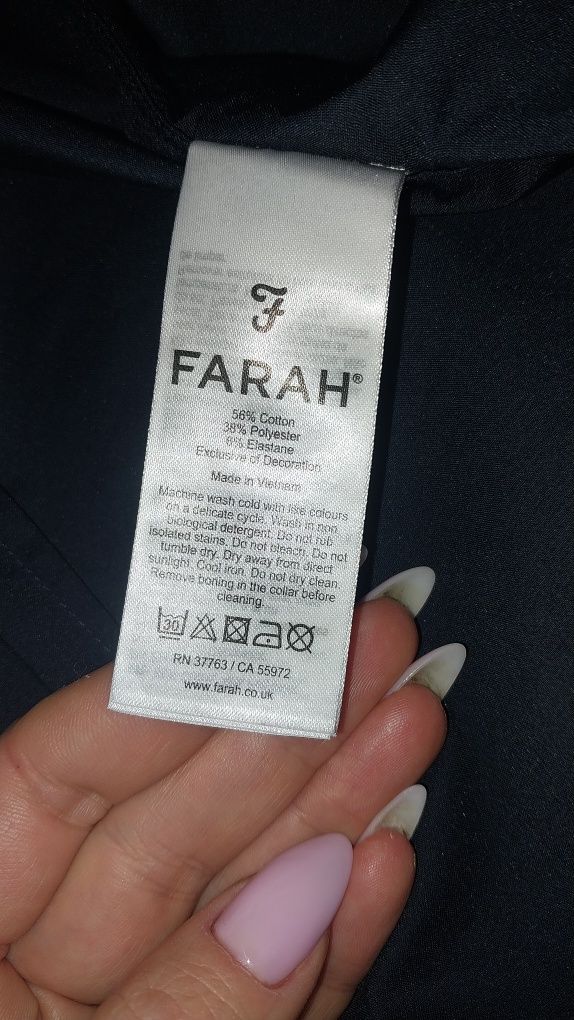 F
FARAH®
56% Cotton
38% Polyester
6% Elastane
Exclusive of Decoration
Made in Vietnam
Machine wash cold with like colours
on a delicate cycle. Wash in non
biological detergent. Do not rub
isolated stains. Do not bleach. Do not
tumble dry. Dry away from direct
sunlight. Cool iron. Do not dry clean.
Remove boning in the collar before
cleaning.
30
RN 37763 / CA 55972
www.farah.co.uk